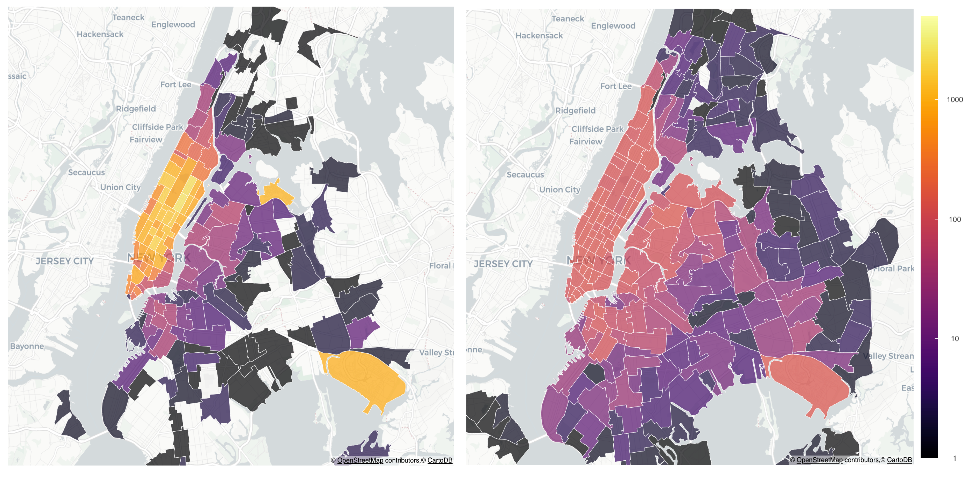 Teaneck
Englewood
Hackensack
ssaic
Fort Lee
Ridgefield
Cliffside Park
Fairview
Secaucus
Union City
JERSEY CITY
NEW YORK
Floral
Bayonne
Valley Str
© OpenStreetMap contributors,© CartoDB
Teaneck
Englewood
Hackensack
Fort Lee
Ridgefield
Cliffside Park
Fairview
Secaucus
Union City
JERSEY CITY
NEW YORK
Floral Park
onne
Valley Stream
L
Eas
© OpenStreetMap contributors,© CartoDB
1000
100
10
1